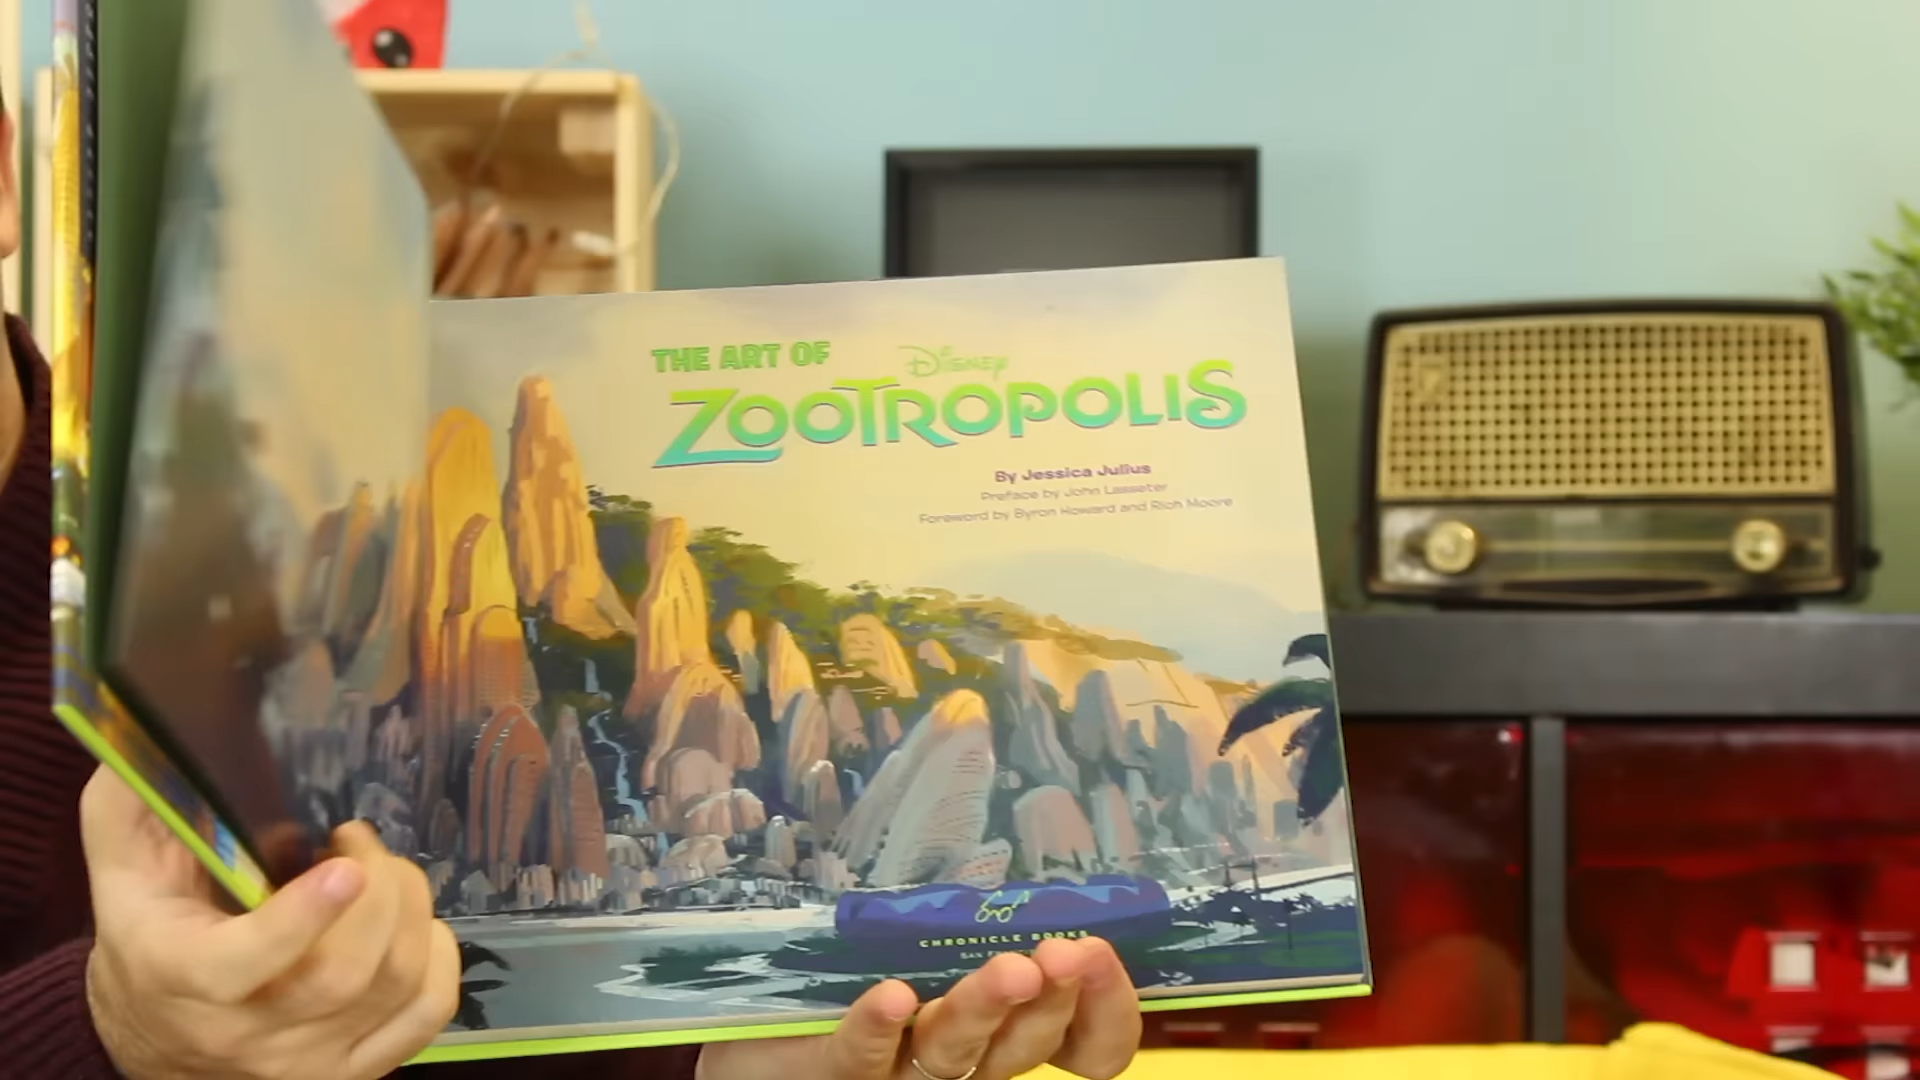 THE ART OF
DISNEY
ZOOTROPOLIS
By Jessica Julius
Preface by John Lasseter
Foreword by Byron Howard and Rich Moore
CHRONICLE BOOKS
SAN